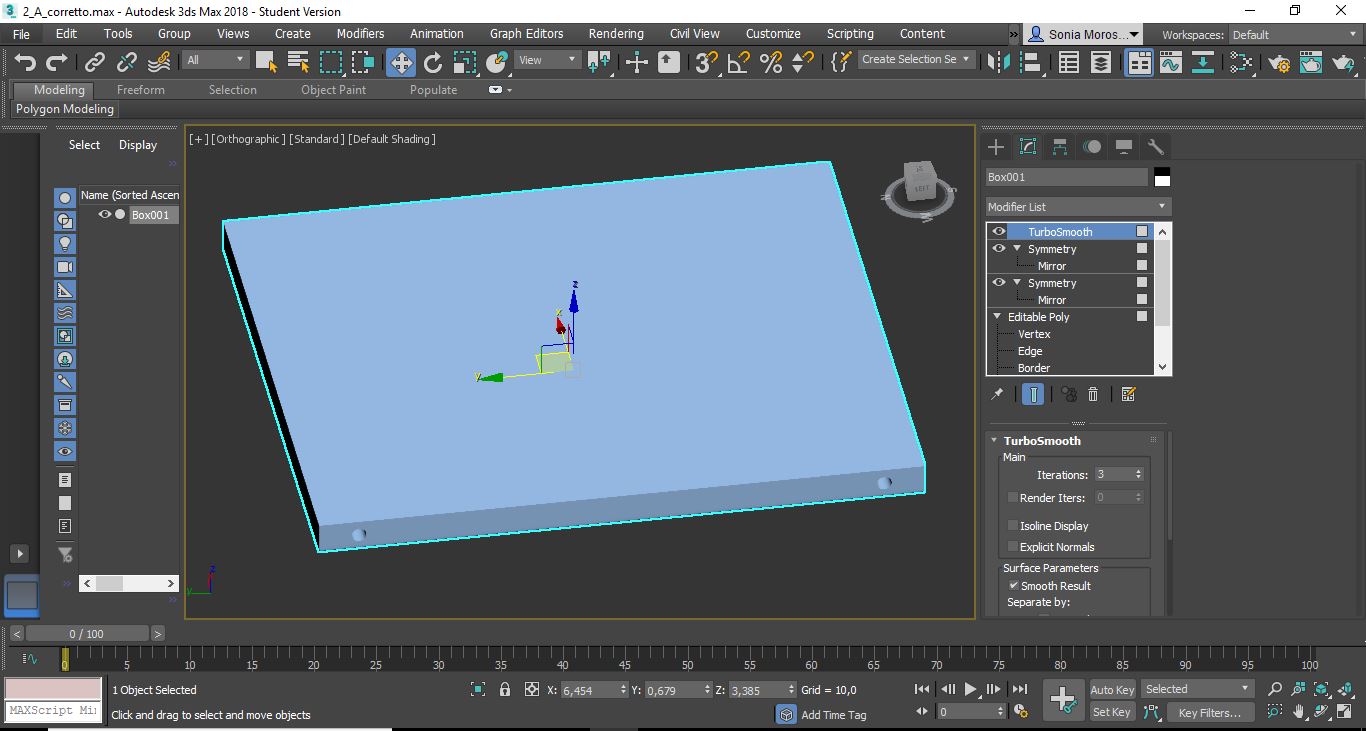 2_A_corretto.max - Autodesk 3ds Max 2018 - Student Version
File Edit Tools Group Views Create Modifiers Animation Graph Editors Rendering Civil View Customize Scripting Content » Sonia Moros... Workspaces: Default
All View 3 % Create Selection Se
Modeling Freeform Selection Object Paint Populate
Polygon Modeling
Select Display
Name (Sorted Ascen
Box001
[+] [Orthographic] [Standard] [Default Shading]
LEFT
z
x
y
z
y
Box001
Modifier List
TurboSmooth
Symmetry
Mirror
Symmetry
Mirror
Editable Poly
Vertex
Edge
Border
TurboSmooth
Main
Iterations: 3
Render Iters: 0
Isoline Display
Explicit Normals
Surface Parameters
Smooth Result
Separate by:
< 0 / 100 >
0 5 10 15 20 25 30 35 40 45 50 55 60 65 70 75 80 85 90 95 100
1 Object Selected X: 6,454 Y: 0,679 Z: 3,385 Grid = 10,0 Auto Key Selected
MAXScript Mi
Click and drag to select and move objects Add Time Tag 0 Set Key Key Filters...